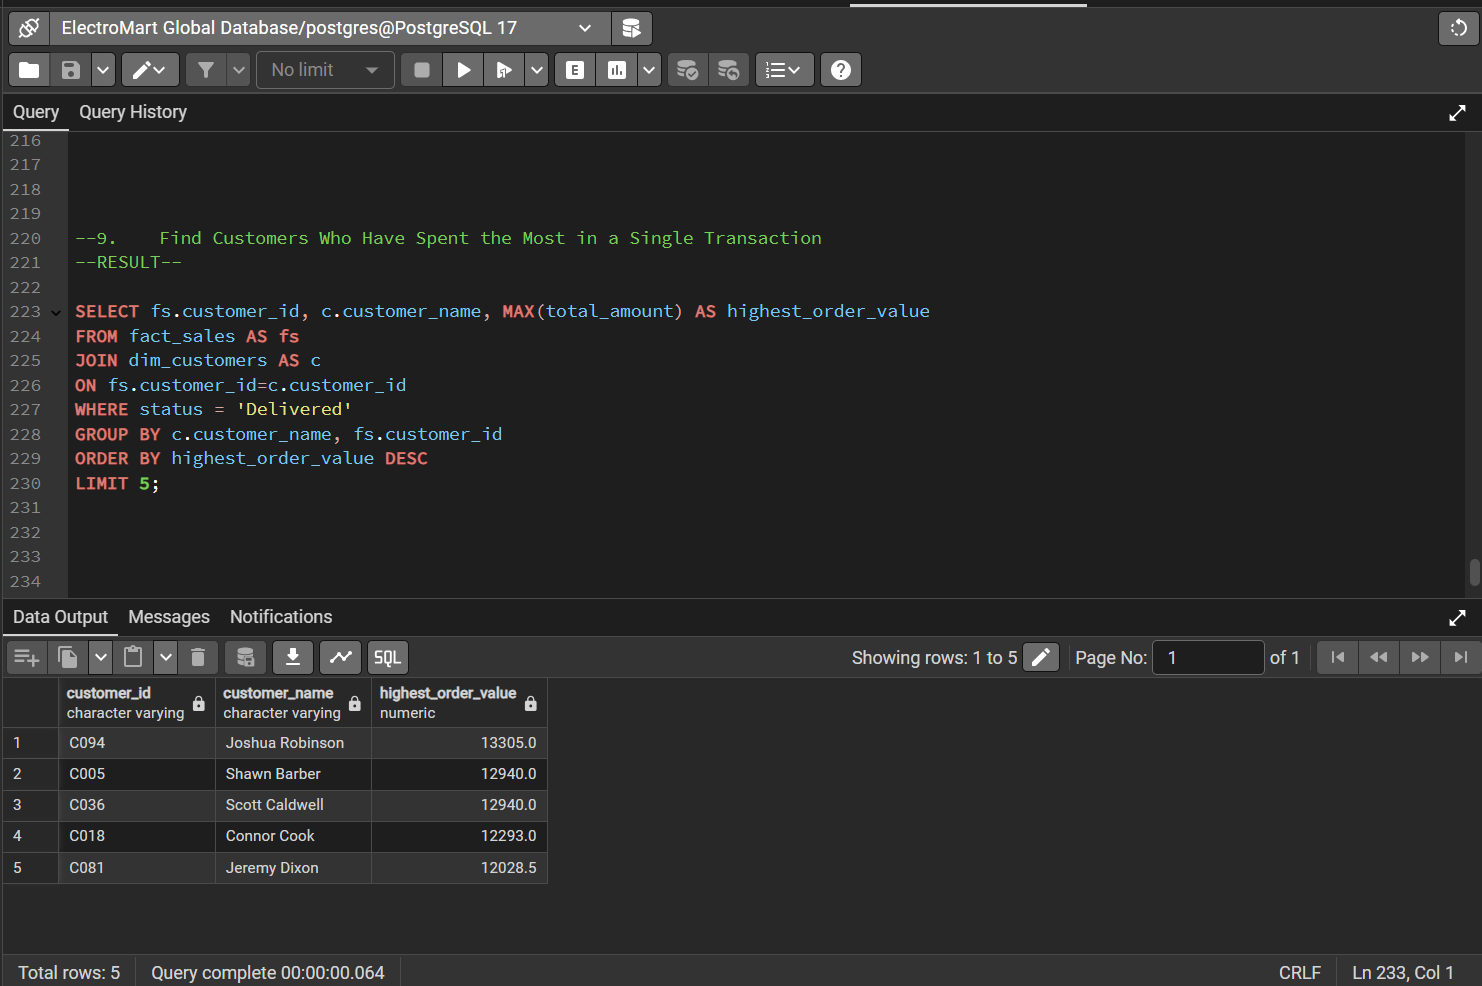 ElectroMart Global Database/postgres@PostgreSQL 17
No limit
E
?
Query Query History
216
217
218
219
220 --9. Find Customers Who Have Spent the Most in a Single Transaction
221 --RESULT--
222
223 SELECT fs.customer_id, c.customer_name, MAX(total_amount) AS highest_order_value
224 FROM fact_sales AS fs
225 JOIN dim_customers AS c
226 ON fs.customer_id=c.customer_id
227 WHERE status = 'Delivered'
228 GROUP BY c.customer_name, fs.customer_id
229 ORDER BY highest_order_value DESC
230 LIMIT 5;
231
232
233
234
Data Output Messages Notifications
SQL Showing rows: 1 to 5 Page No: 1 of 1
customer_id customer_name highest_order_value
character varying character varying numeric
1 C094 Joshua Robinson 13305.0
2 C005 Shawn Barber 12940.0
3 C036 Scott Caldwell 12940.0
4 C018 Connor Cook 12293.0
5 C081 Jeremy Dixon 12028.5
Total rows: 5 Query complete 00:00:00.064 CRLF Ln 233, Col 1